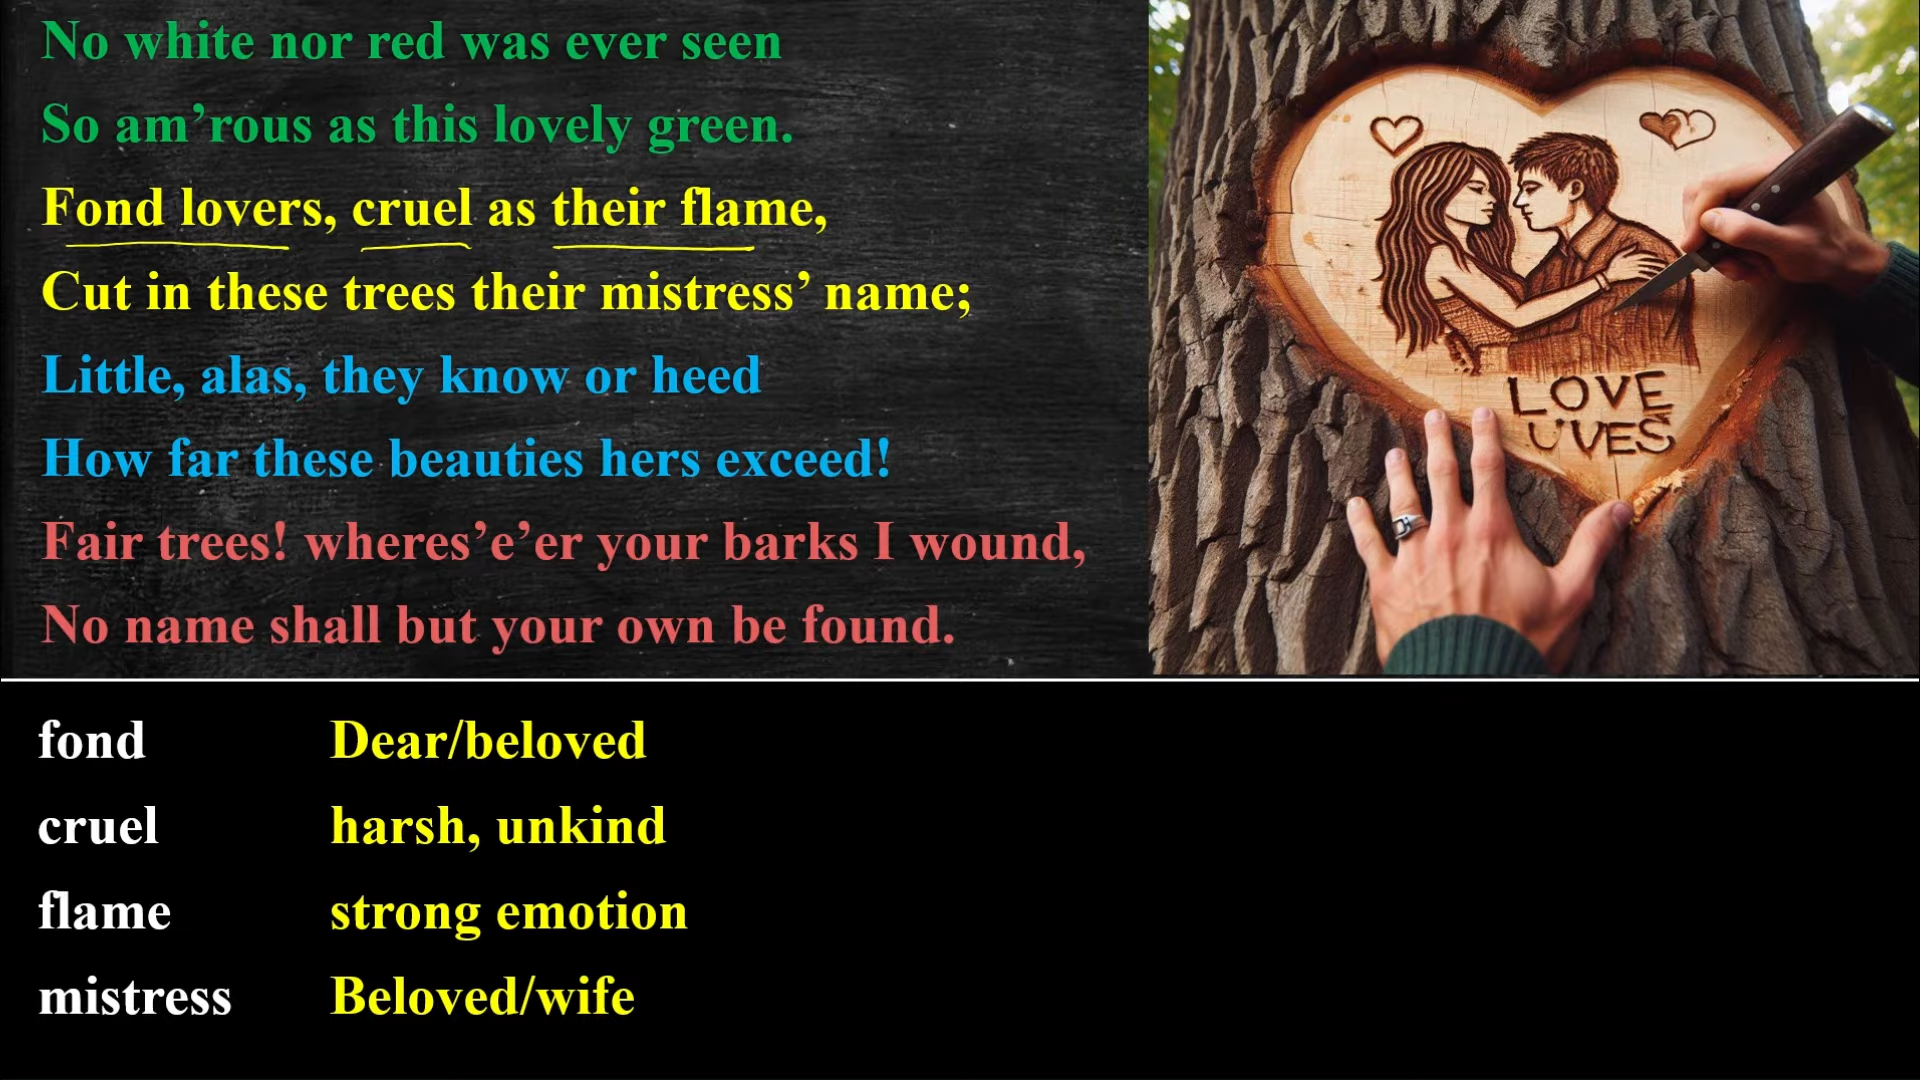 No white nor red was ever seen
So am’rous as this lovely green.
Fond lovers, cruel as their flame,
Cut in these trees their mistress’ name;
Little, alas, they know or heed
How far these beauties hers exceed!
Fair trees! wheres’e’er your barks I wound,
No name shall but your own be found.
LOVE
UVES
fond Dear/beloved
cruel harsh, unkind
flame strong emotion
mistress Beloved/wife